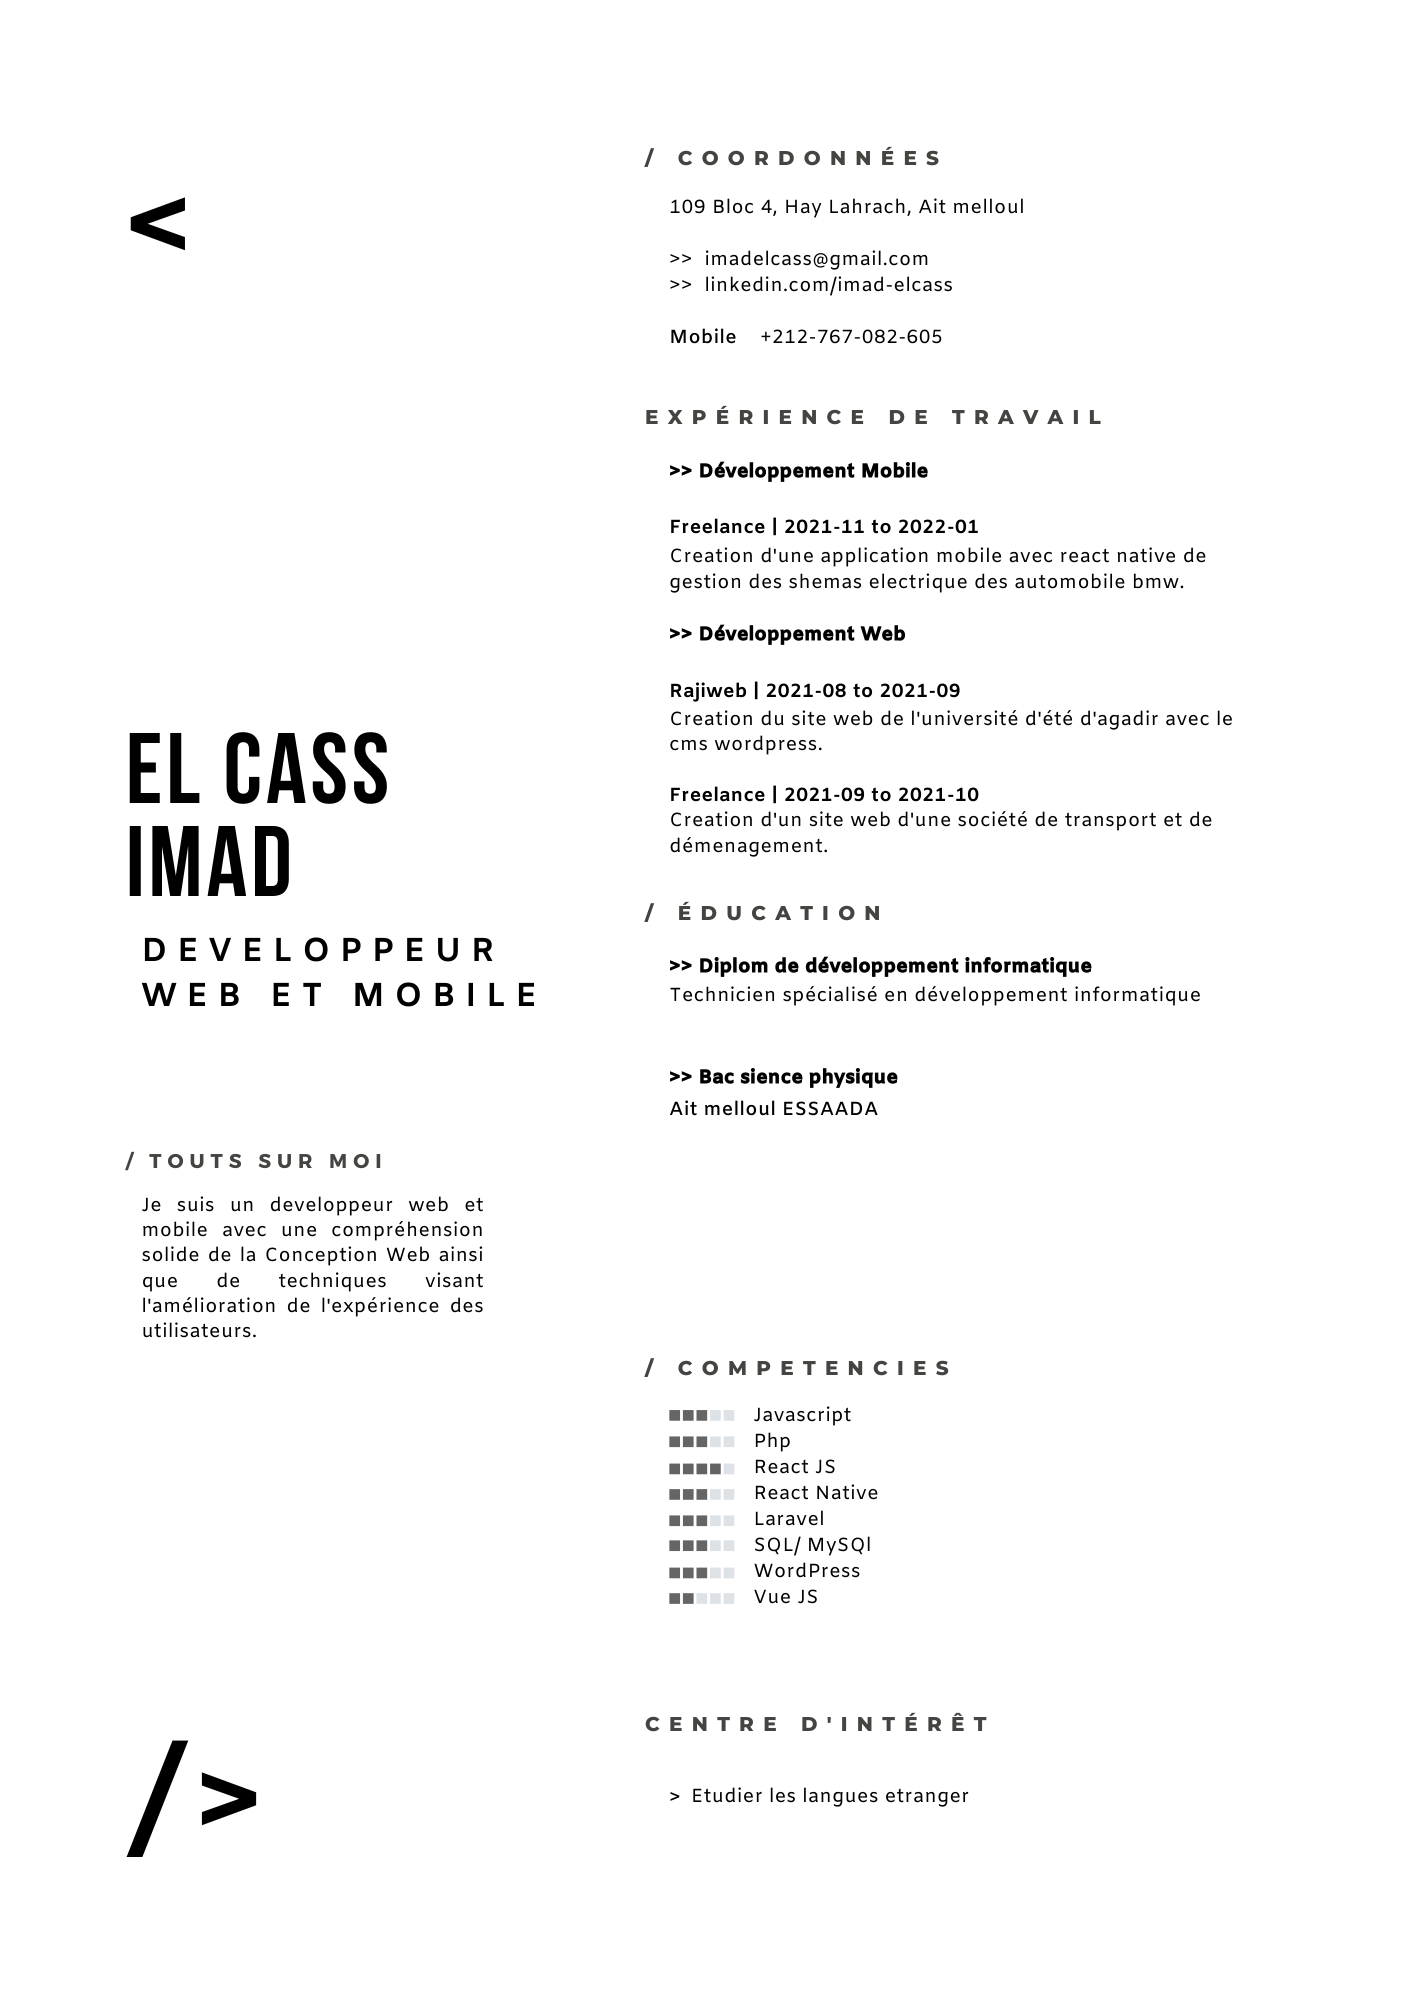 <
EL CASS
IMAD
DEVELOPPEUR
WEB ET MOBILE
/ TOUTS SUR MOI
Je suis un developpeur web et
mobile avec une compréhension
solide de la Conception Web ainsi
que de techniques visant
l'amélioration de l'expérience des
utilisateurs.
/>
/ COORDONNÉES
109 Bloc 4, Hay Lahrach, Ait melloul
>> imadelcass@gmail.com
>> linkedin.com/imad-elcass
Mobile +212-767-082-605
EXPÉRIENCE DE TRAVAIL
>> Développement Mobile
Freelance | 2021-11 to 2022-01
Creation d'une application mobile avec react native de
gestion des shemas electrique des automobile bmw.
>> Développement Web
Rajiweb | 2021-08 to 2021-09
Creation du site web de l'université d'été d'agadir avec le
cms wordpress.
Freelance | 2021-09 to 2021-10
Creation d'un site web d'une société de transport et de
démenagement.
/ ÉDUCATION
>> Diplom de développement informatique
Technicien spécialisé en développement informatique
>> Bac sience physique
Ait melloul ESSAADA
/ COMPETENCIES
Javascript
Php
React JS
React Native
Laravel
SQL/ MySQl
WordPress
Vue JS
CENTRE D'INTÉRÊT
> Etudier les langues etranger